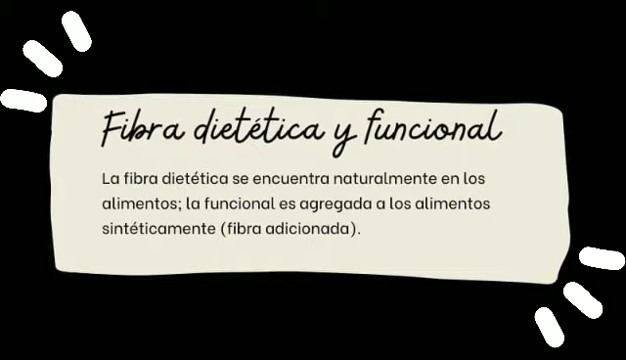 Fibra dietética y funcional
La fibra dietética se encuentra naturalmente en los
alimentos; la funcional es agregada a los alimentos
sintéticamente (fibra adicionada).